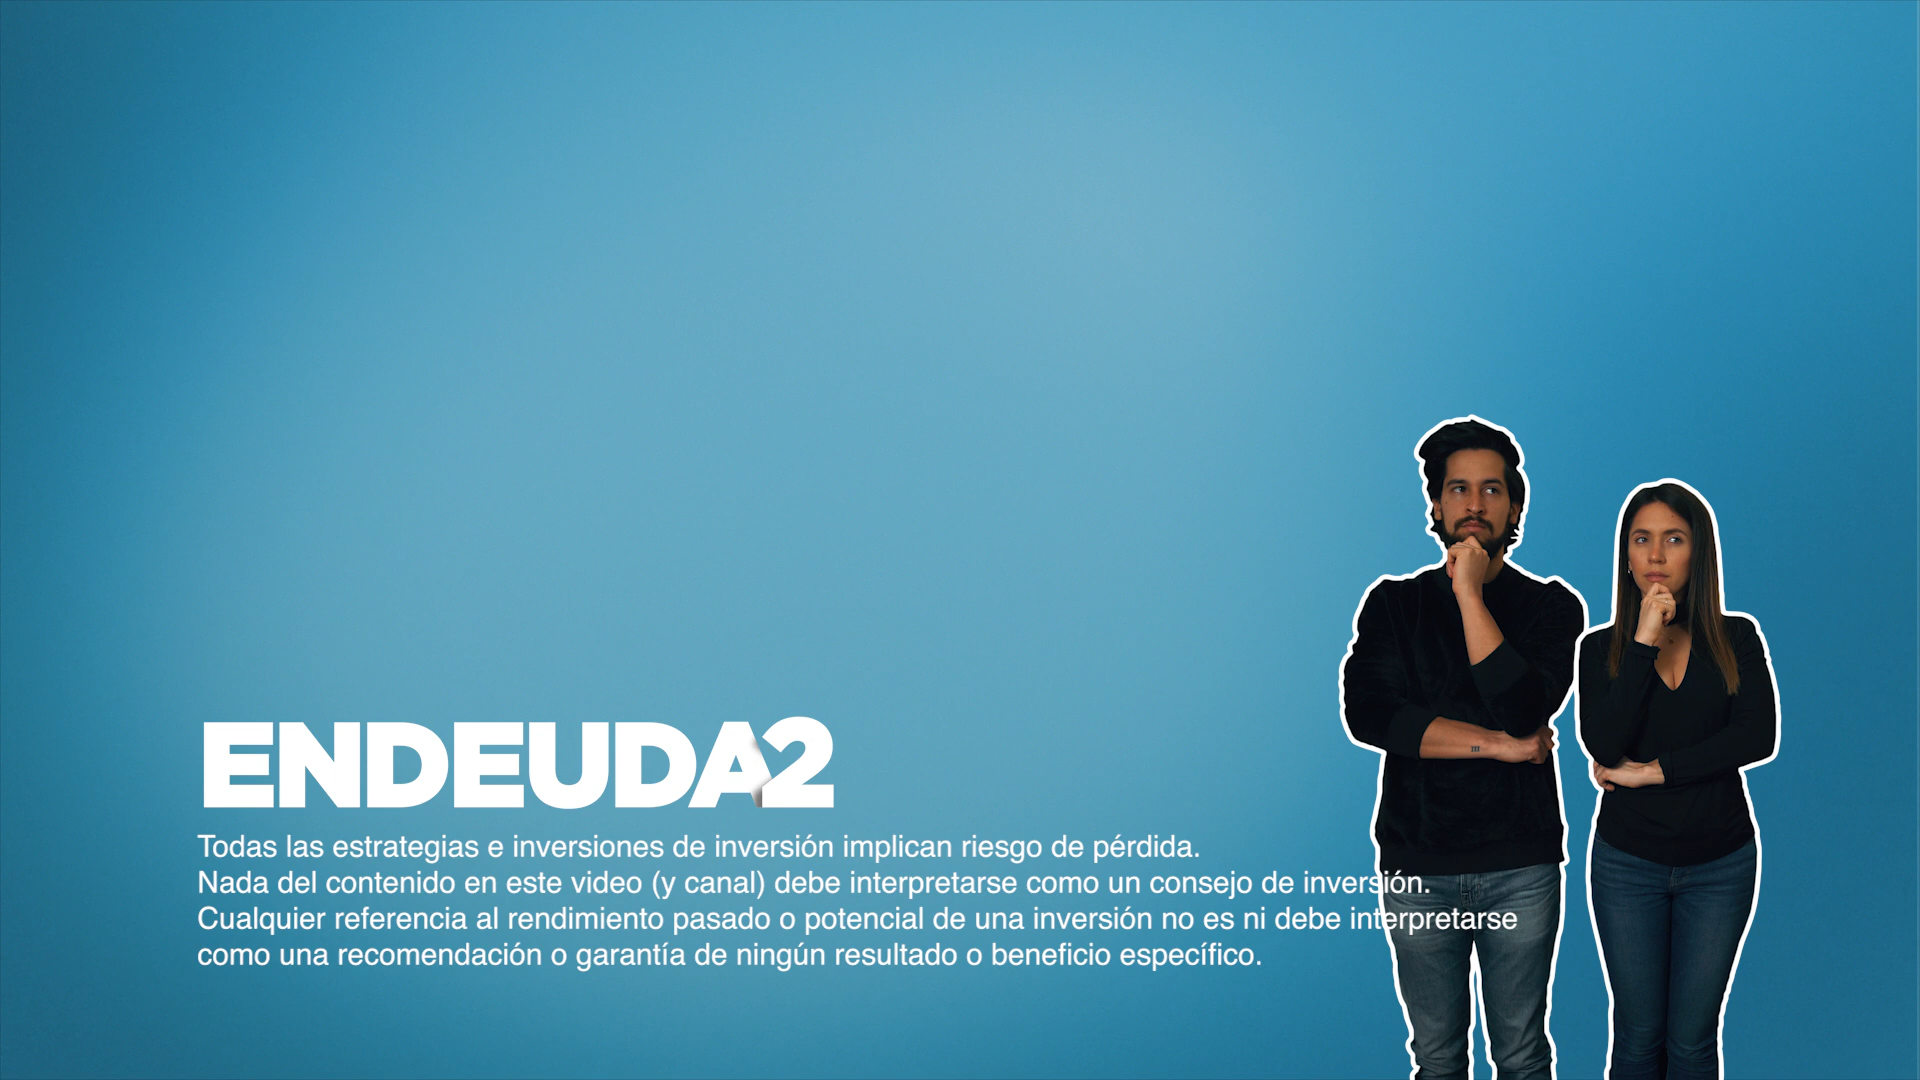 ENDEUDA2
Todas las estrategias e inversiones de inversión implican riesgo de pérdida.
Nada del contenido en este video (y canal) debe interpretarse como un consejo de inversión.
Cualquier referencia al rendimiento pasado o potencial de una inversión no es ni debe interpretarse
como una recomendación o garantía de ningún resultado o beneficio específico.